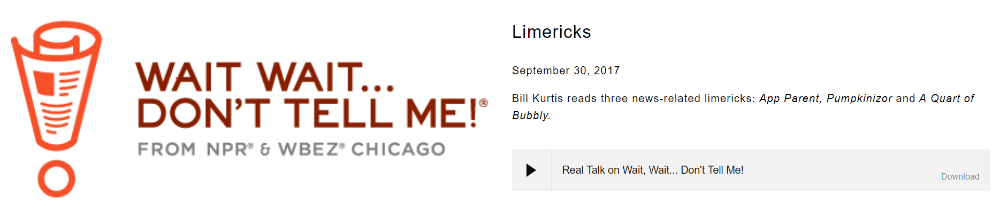 WAIT WAIT...
DON'T TELL ME!®
FROM NPR® & WBEZ® CHICAGO
Limericks
September 30, 2017
Bill Kurtis reads three news-related limericks: App Parent, Pumpkinizor and A Quart of
Bubbly.
Real Talk on Wait, Wait... Don't Tell Me!
Download